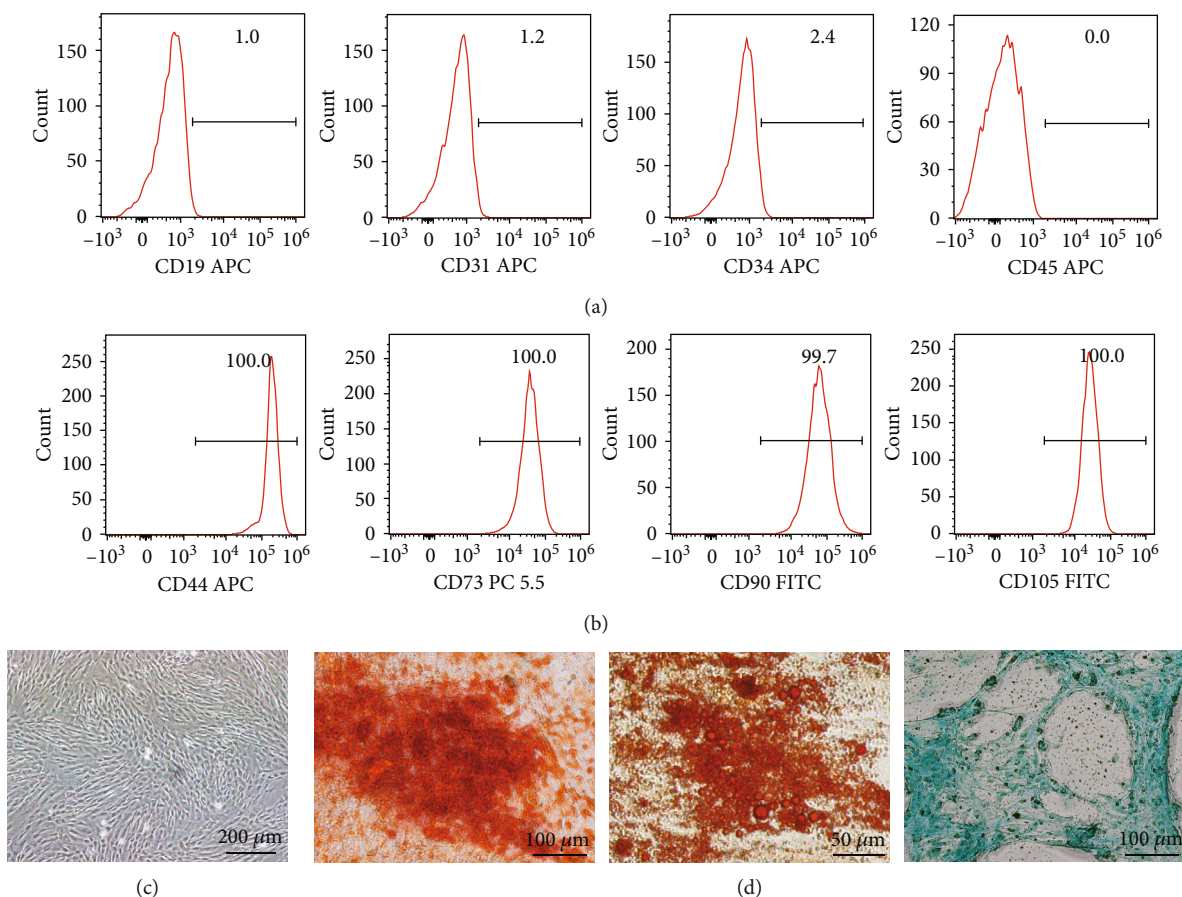 1.0
Count
150
100
50
0
−10³ 0 10³ 10⁴ 10⁵ 10⁶
CD19 APC
1.2
Count
150
100
50
0
−10³ 0 10³ 10⁴ 10⁵ 10⁶
CD31 APC
2.4
Count
150
100
50
0
−10³ 0 10³ 10⁴ 10⁵ 10⁶
CD34 APC
0.0
Count
120
90
60
30
0
−10³ 0 10³ 10⁴ 10⁵ 10⁶
CD45 APC
(a)
100.0
Count
250
200
150
100
50
0
−10³ 0 10³ 10⁴ 10⁵ 10⁶
CD44 APC
100.0
Count
250
200
150
100
50
0
−10³ 0 10³ 10⁴ 10⁵ 10⁶
CD73 PC 5.5
99.7
Count
200
150
100
50
0
−10³ 0 10³ 10⁴ 10⁵ 10⁶
CD90 FITC
100.0
Count
250
200
150
100
50
0
−10³ 0 10³ 10⁴ 10⁵ 10⁶
CD105 FITC
(b)
200 μm
100 μm
50 μm
100 μm
(c)
(d)